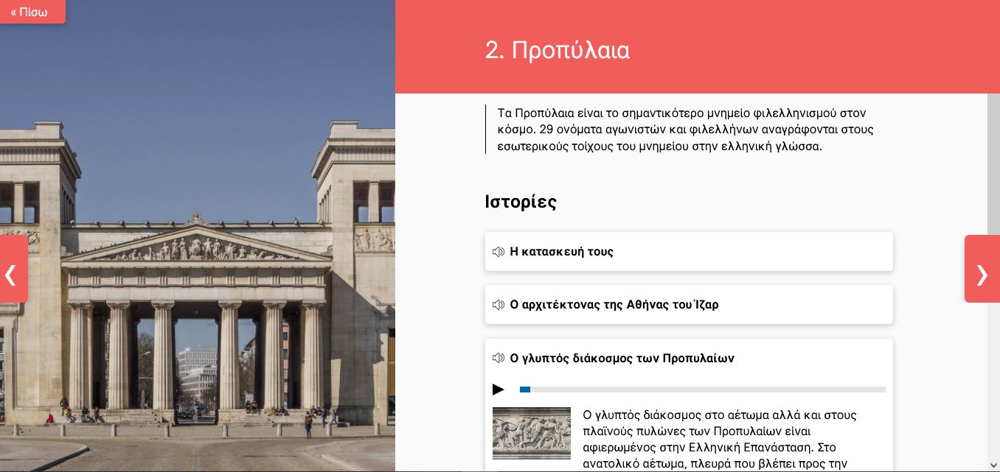 « Πίσω
2. Προπύλαια
Τα Προπύλαια είναι το σημαντικότερο μνημείο φιλελληνισμού στον
κόσμο. 29 ονόματα αγωνιστών και φιλελλήνων αναγράφονται στους
εσωτερικούς τοίχους του μνημείου στην ελληνική γλώσσα.
Ιστορίες
Η κατασκευή τους
Ο αρχιτέκτονας της Αθήνας του Ίζαρ
Ο γλυπτός διάκοσμος των Προπυλαίων
Ο γλυπτός διάκοσμος στο αέτωμα αλλά και στους
πλαϊνούς πυλώνες των Προπυλαίων είναι
αφιερωμένος στην Ελληνική Επανάσταση. Στο
ανατολικό αέτωμα, πλευρά που βλέπει προς την